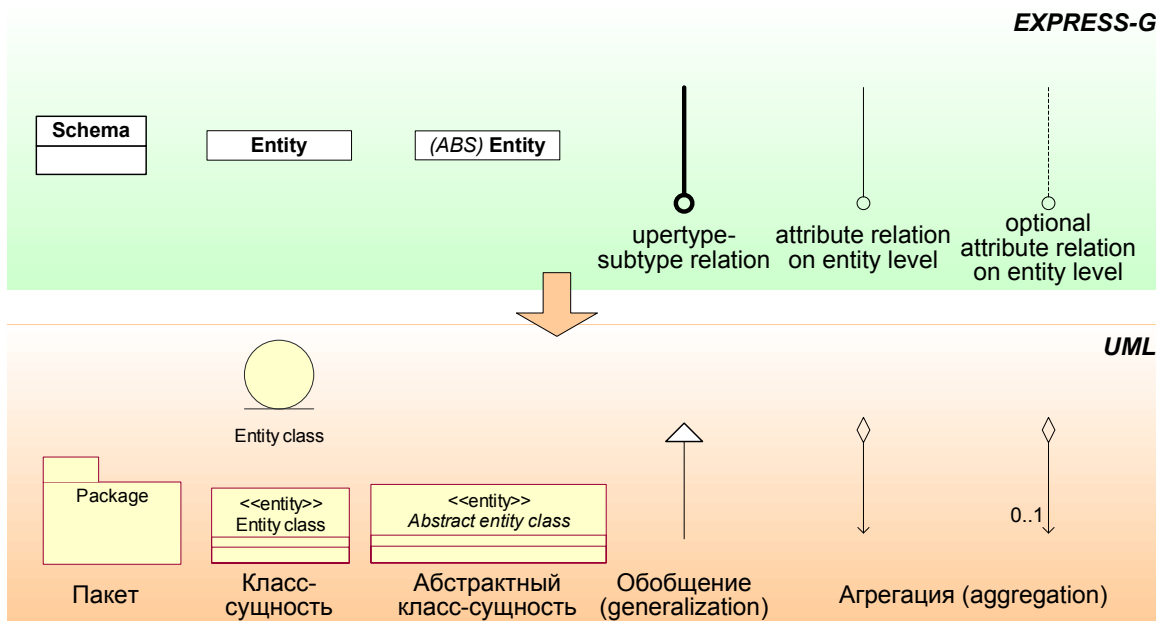 EXPRESS-G
Schema
Entity
(ABS) Entity
upertype-
subtype relation
attribute relation
on entity level
optional
attribute relation
on entity level
UML
Entity class
Package
<<entity>>
Entity class
<<entity>>
Abstract entity class
0..1
Пакет
Класс-
сущность
Абстрактный
класс-сущность
Обобщение
(generalization)
Агрегация (aggregation)